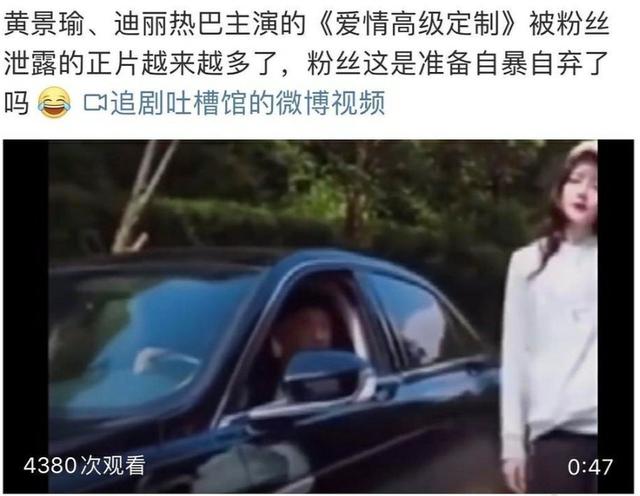 黄景瑜、迪丽热巴主演的《爱情高级定制》被粉丝
泄露的正片越来越多了，粉丝这是准备自暴自弃了
吗😂 追剧吐槽馆的微博视频
4380次观看
0:47